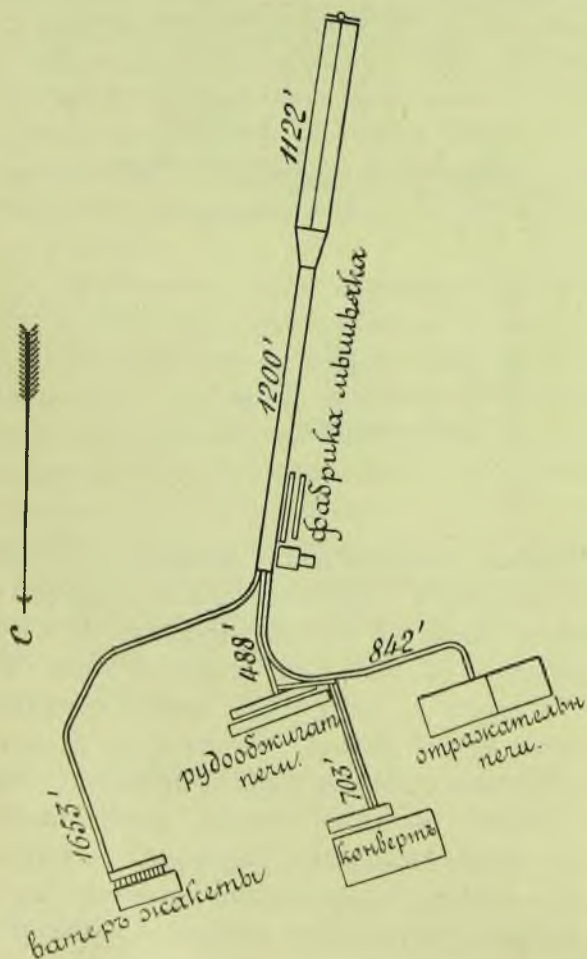 1122'
1200'
фабрика мышьяка
С
488'
842'
рудообжигат.
печи.
отражательн
печи.
703'
1653'
конвертъ
ватеръ жакеты